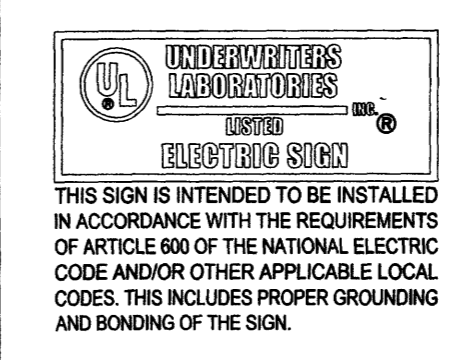 UL®
UNDERWRITERS
LABORATORIES
INC.®
LISTED
ELECTRIC SIGN
THIS SIGN IS INTENDED TO BE INSTALLED
IN ACCORDANCE WITH THE REQUIREMENTS
OF ARTICLE 600 OF THE NATIONAL ELECTRIC
CODE AND/OR OTHER APPLICABLE LOCAL
CODES. THIS INCLUDES PROPER GROUNDING
AND BONDING OF THE SIGN.